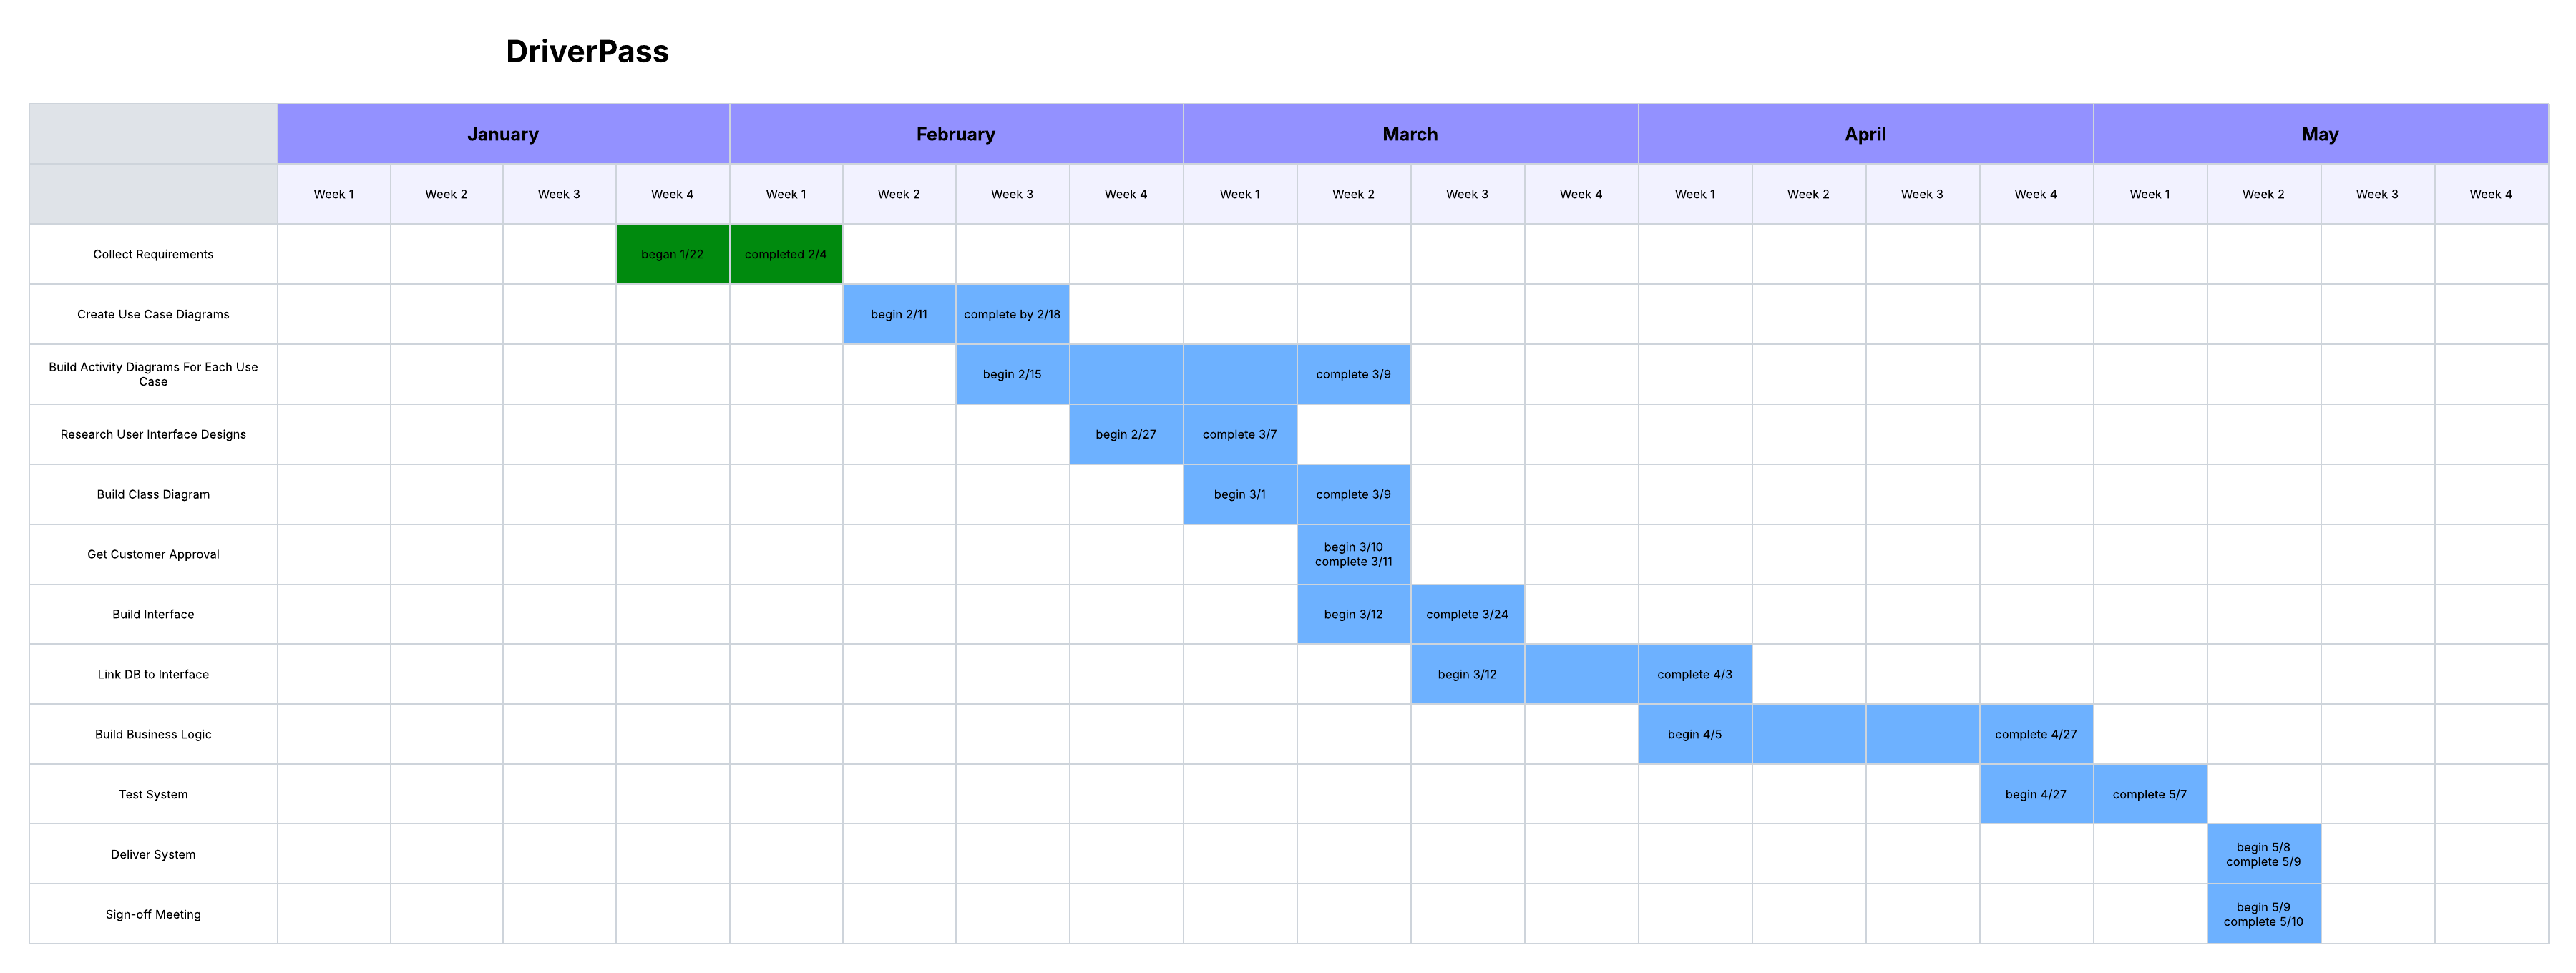 DriverPass
January February March April May
Week 1 Week 2 Week 3 Week 4 Week 1 Week 2 Week 3 Week 4 Week 1 Week 2 Week 3 Week 4 Week 1 Week 2 Week 3 Week 4 Week 1 Week 2 Week 3 Week 4
Collect Requirements began 1/22 completed 2/4
Create Use Case Diagrams begin 2/11 complete by 2/18
Build Activity Diagrams For Each Use
Case
begin 2/15 complete 3/9
Research User Interface Designs begin 2/27 complete 3/7
Build Class Diagram begin 3/1 complete 3/9
Get Customer Approval
begin 3/10
complete 3/11
Build Interface begin 3/12 complete 3/24
Link DB to Interface begin 3/12 complete 4/3
Build Business Logic begin 4/5 complete 4/27
Test System begin 4/27 complete 5/7
Deliver System
begin 5/8
complete 5/9
Sign-off Meeting
begin 5/9
complete 5/10